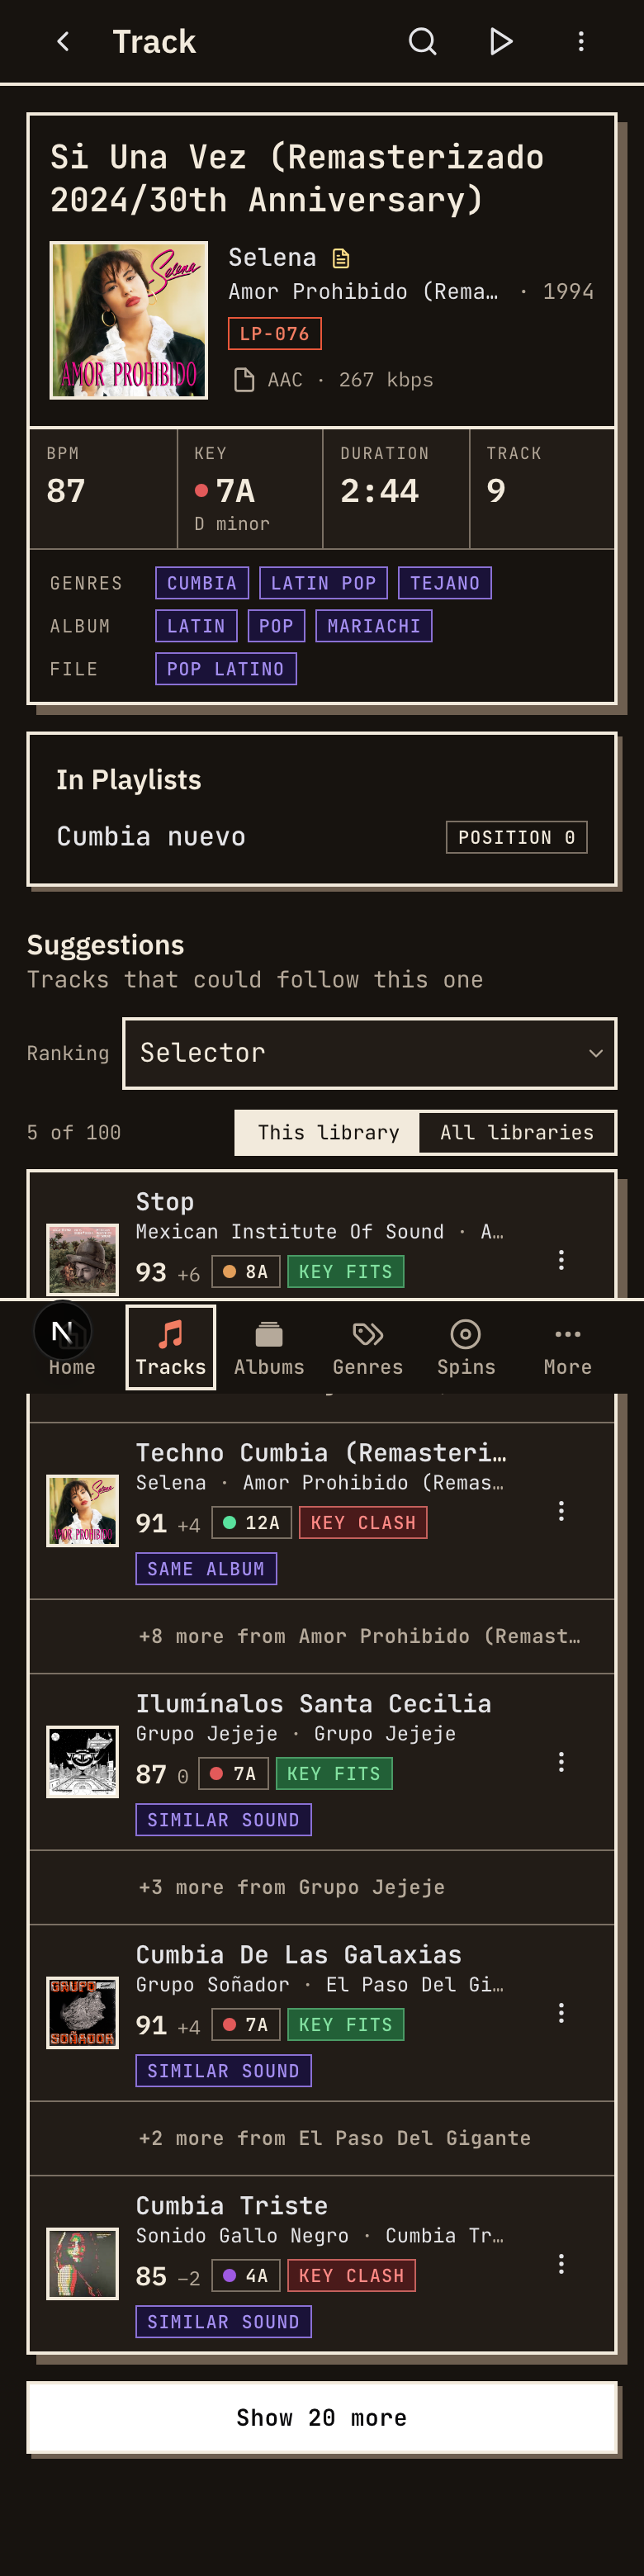 Track
Si Una Vez (Remasterizado
2024/30th Anniversary)
Selena
Amor Prohibido (Rema… · 1994
LP-076
AAC · 267 kbps
Selena
AMOR PROHIBIDO
BPM KEY DURATION TRACK
87 7A 2:44 9
D minor
GENRES CUMBIA LATIN POP TEJANO
ALBUM LATIN POP MARIACHI
FILE POP LATINO
In Playlists
Cumbia nuevo POSITION 0
Suggestions
Tracks that could follow this one
Ranking Selector
5 of 100 This library All libraries
Stop
Mexican Institute Of Sound · A…
93 +6 8A KEY FITS
N
Home Tracks Albums Genres Spins More
Techno Cumbia (Remasteri…
Selena · Amor Prohibido (Remas…
Selena
AMOR PROHIBIDO
91 +4 12A KEY CLASH
SAME ALBUM
+8 more from Amor Prohibido (Remast…
Ilumínalos Santa Cecilia
Grupo Jejeje · Grupo Jejeje
87 0 7A KEY FITS
SIMILAR SOUND
+3 more from Grupo Jejeje
Cumbia De Las Galaxias
Grupo Soñador · El Paso Del Gi…
GRUPO
SOÑADOR
91 +4 7A KEY FITS
SIMILAR SOUND
+2 more from El Paso Del Gigante
Cumbia Triste
Sonido Gallo Negro · Cumbia Tr…
85 −2 4A KEY CLASH
SIMILAR SOUND
Show 20 more